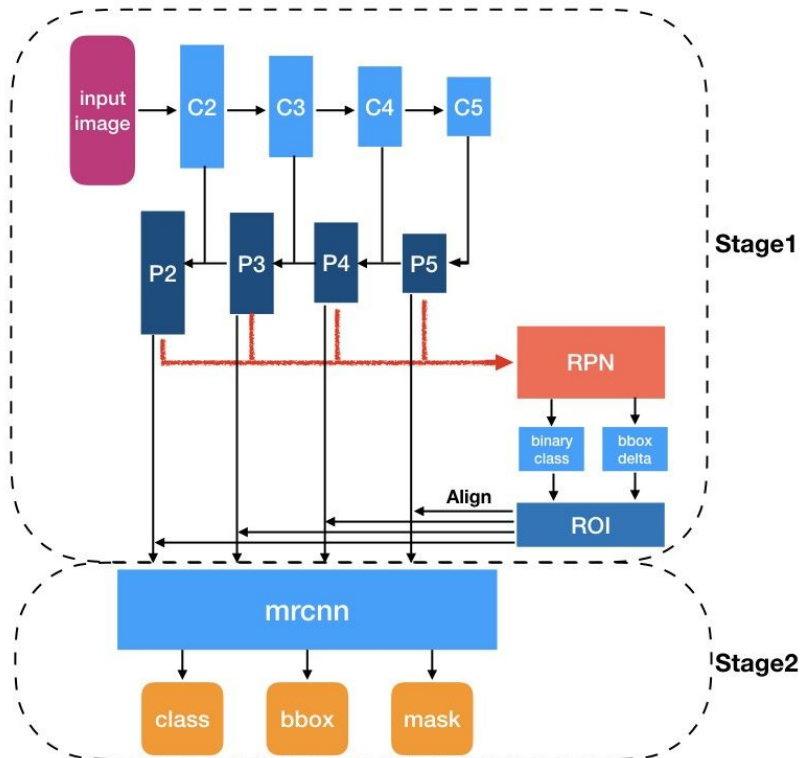 input
image
C2
C3
C4
C5
P2
P3
P4
P5
Stage1
RPN
binary
class
bbox
delta
Align
ROI
mrcnn
Stage2
class
bbox
mask